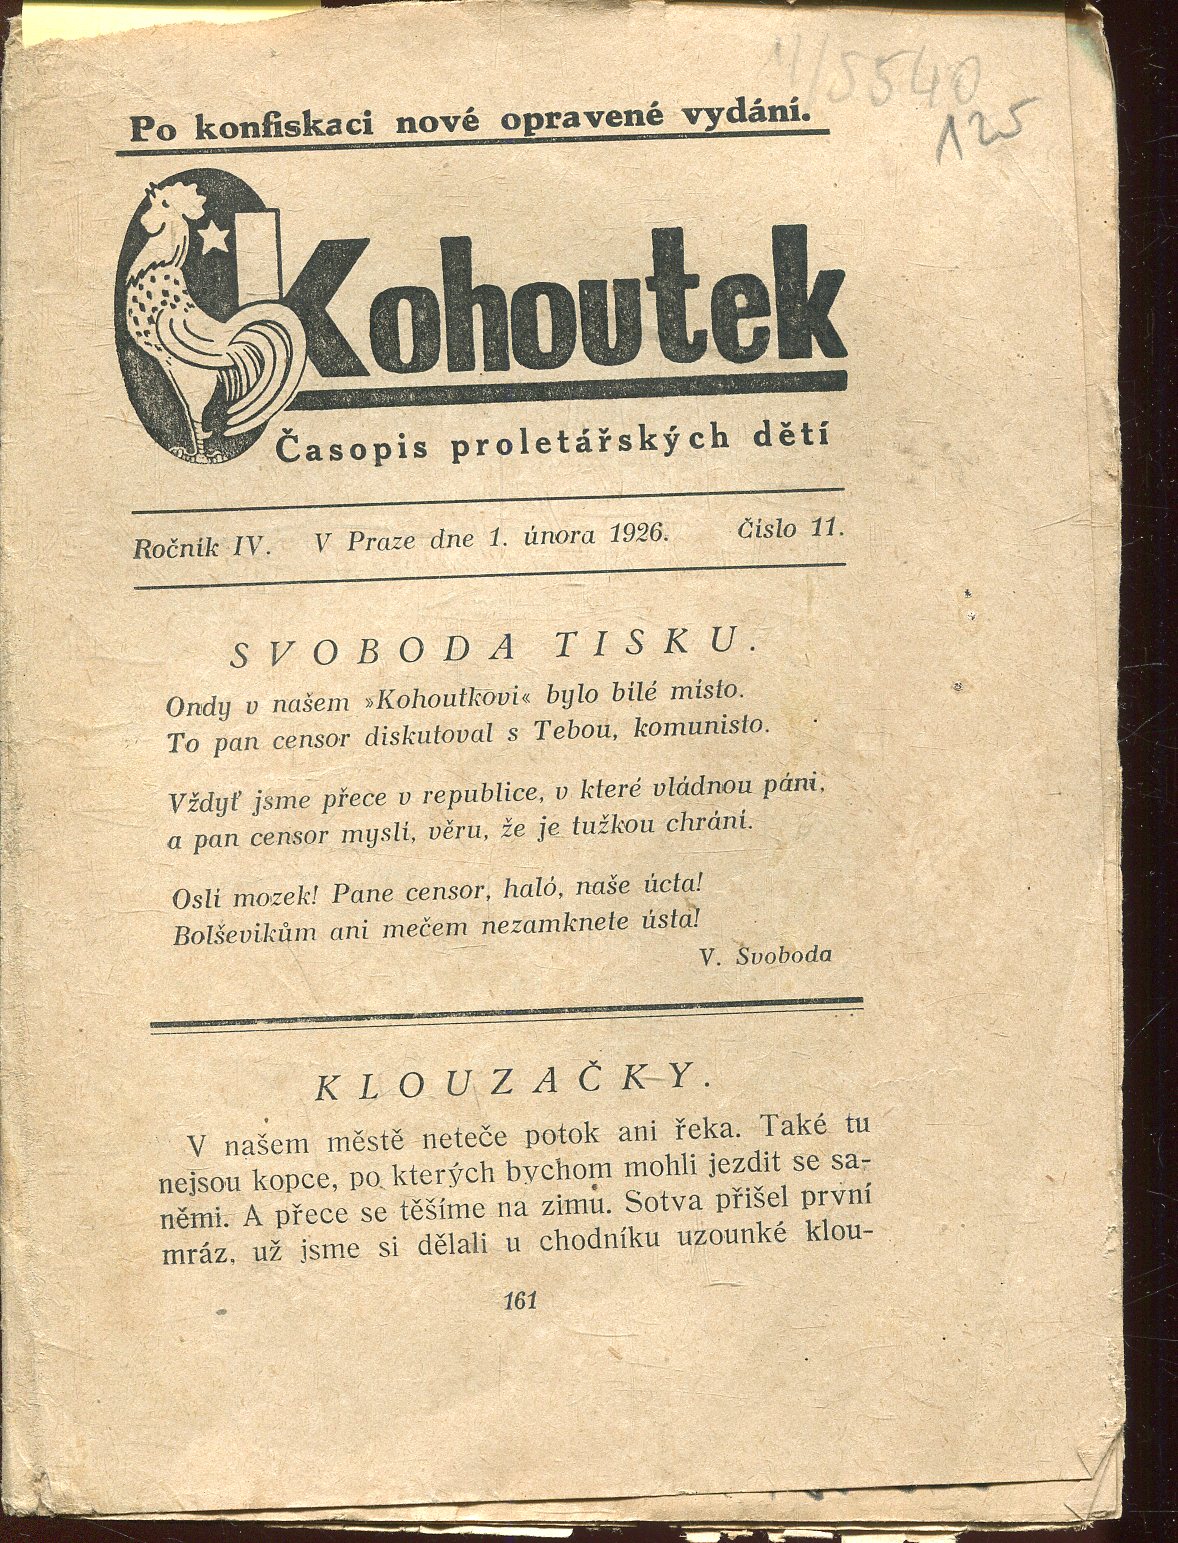 11/5540
125
Po konfiskaci nové opravené vydání.
Kohoutek
Časopis proletářských dětí
Ročník IV. V Praze dne 1. února 1926. Číslo 11.
SVOBODA TISKU.
Ondy v našem »Kohoutkovi« bylo bílé místo.
To pan censor diskutoval s Tebou, komunisto.
Vždyť jsme přece v republice, v které vládnou páni,
a pan censor myslí, věru, že je tužkou chrání.
Oslí mozek! Pane censor, haló, naše úcta!
Bolševikům ani mečem nezamknete ústa!
V. Svoboda
KLOUZAČKY.
V našem městě neteče potok ani řeka. Také tu
nejsou kopce, po kterých bychom mohli jezdit se sa-
němi. A přece se těšíme na zimu. Sotva přišel první
mráz, už jsme si dělali u chodníku uzounké klou-
161